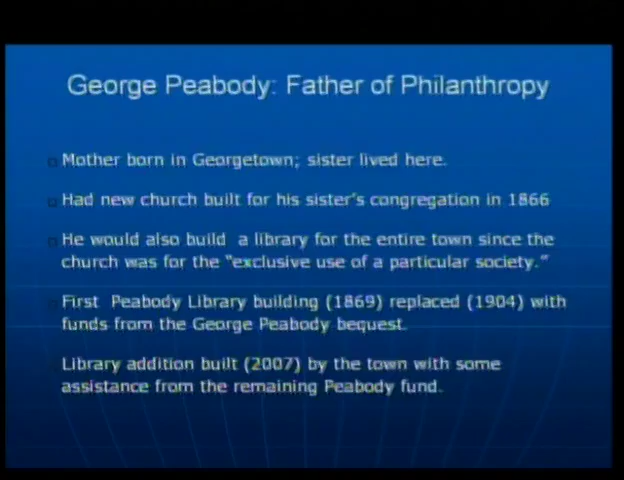 George Peabody: Father of Philanthropy
Mother born in Georgetown; sister lived here.
Had new church built for his sister's congregation in 1866
He would also build a library for the entire town since the
church was for the "exclusive use of a particular society."
First Peabody Library building (1869) replaced (1904) with
funds from the George Peabody bequest.
Library addition built (2007) by the town with some
assistance from the remaining Peabody fund.